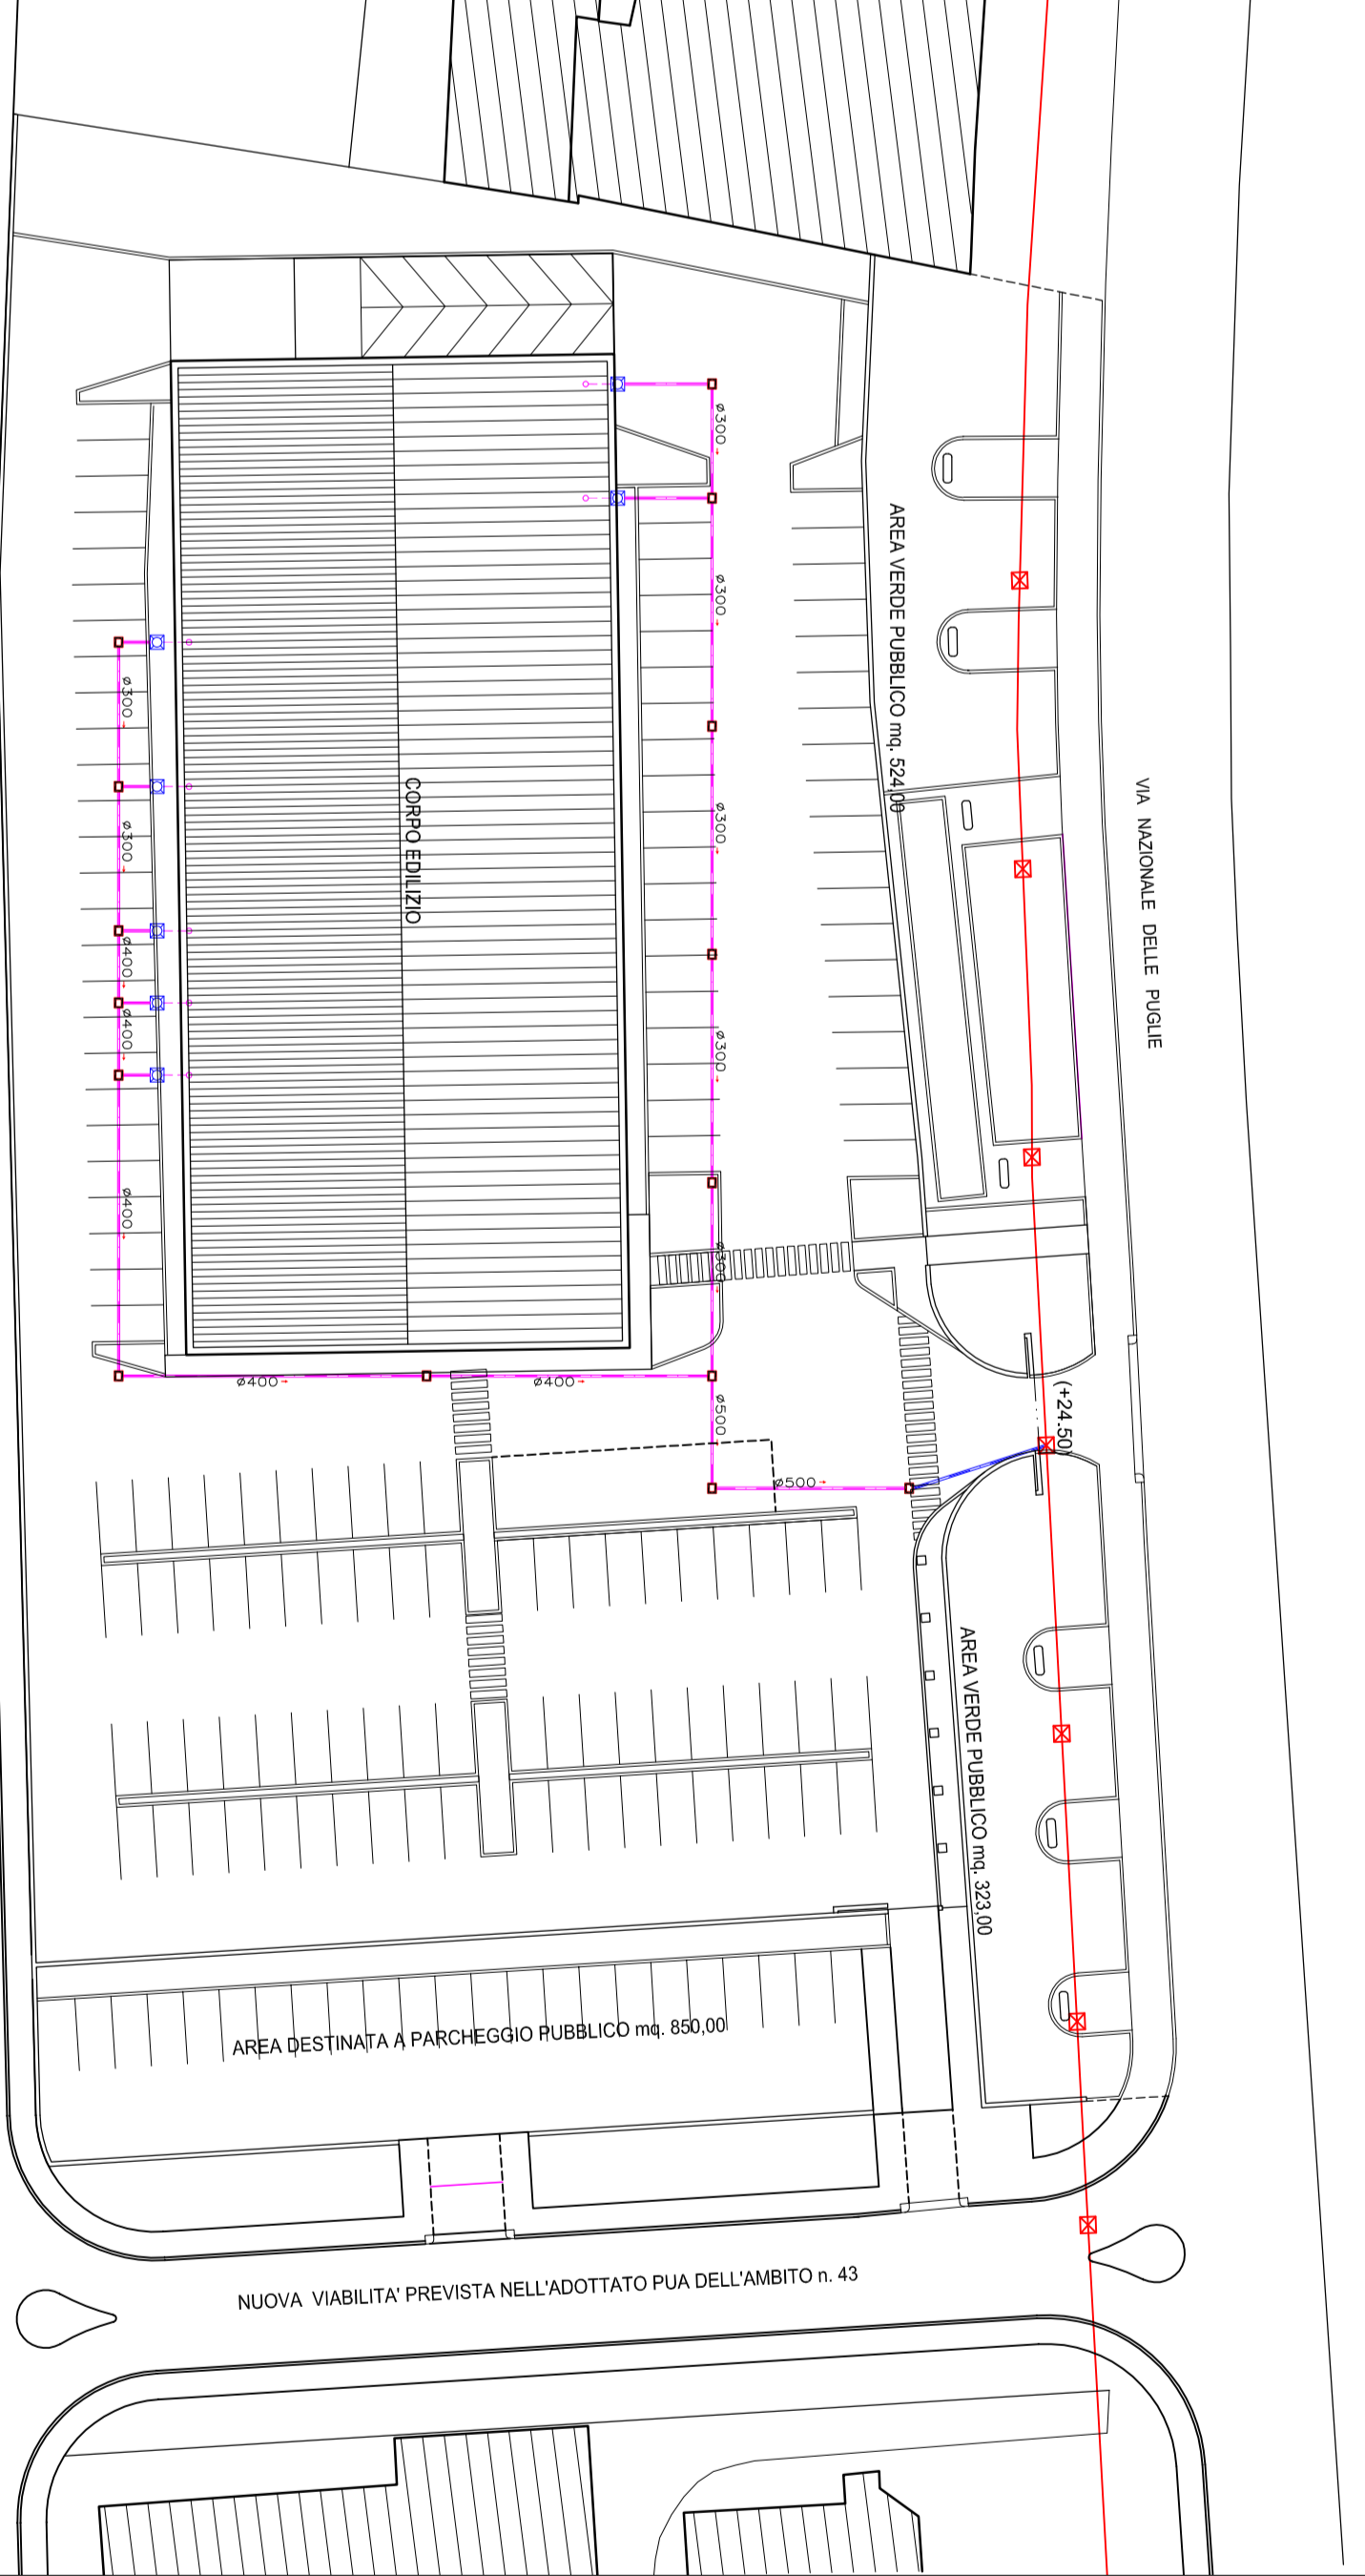 ø300
AREA VERDE PUBBLICO mq. 524,00
ø300
ø300
CORPO EDILIZIO
VIA NAZIONALE DELLE PUGLIE
ø300
ø300
ø400
ø300
ø400
ø400
ø300
ø400
ø400
ø500
(+24.50)
ø500
AREA VERDE PUBBLICO mq. 323,00
AREA DESTINATA A PARCHEGGIO PUBBLICO mq. 850,00
NUOVA VIABILITA' PREVISTA NELL'ADOTTATO PUA DELL'AMBITO n. 43